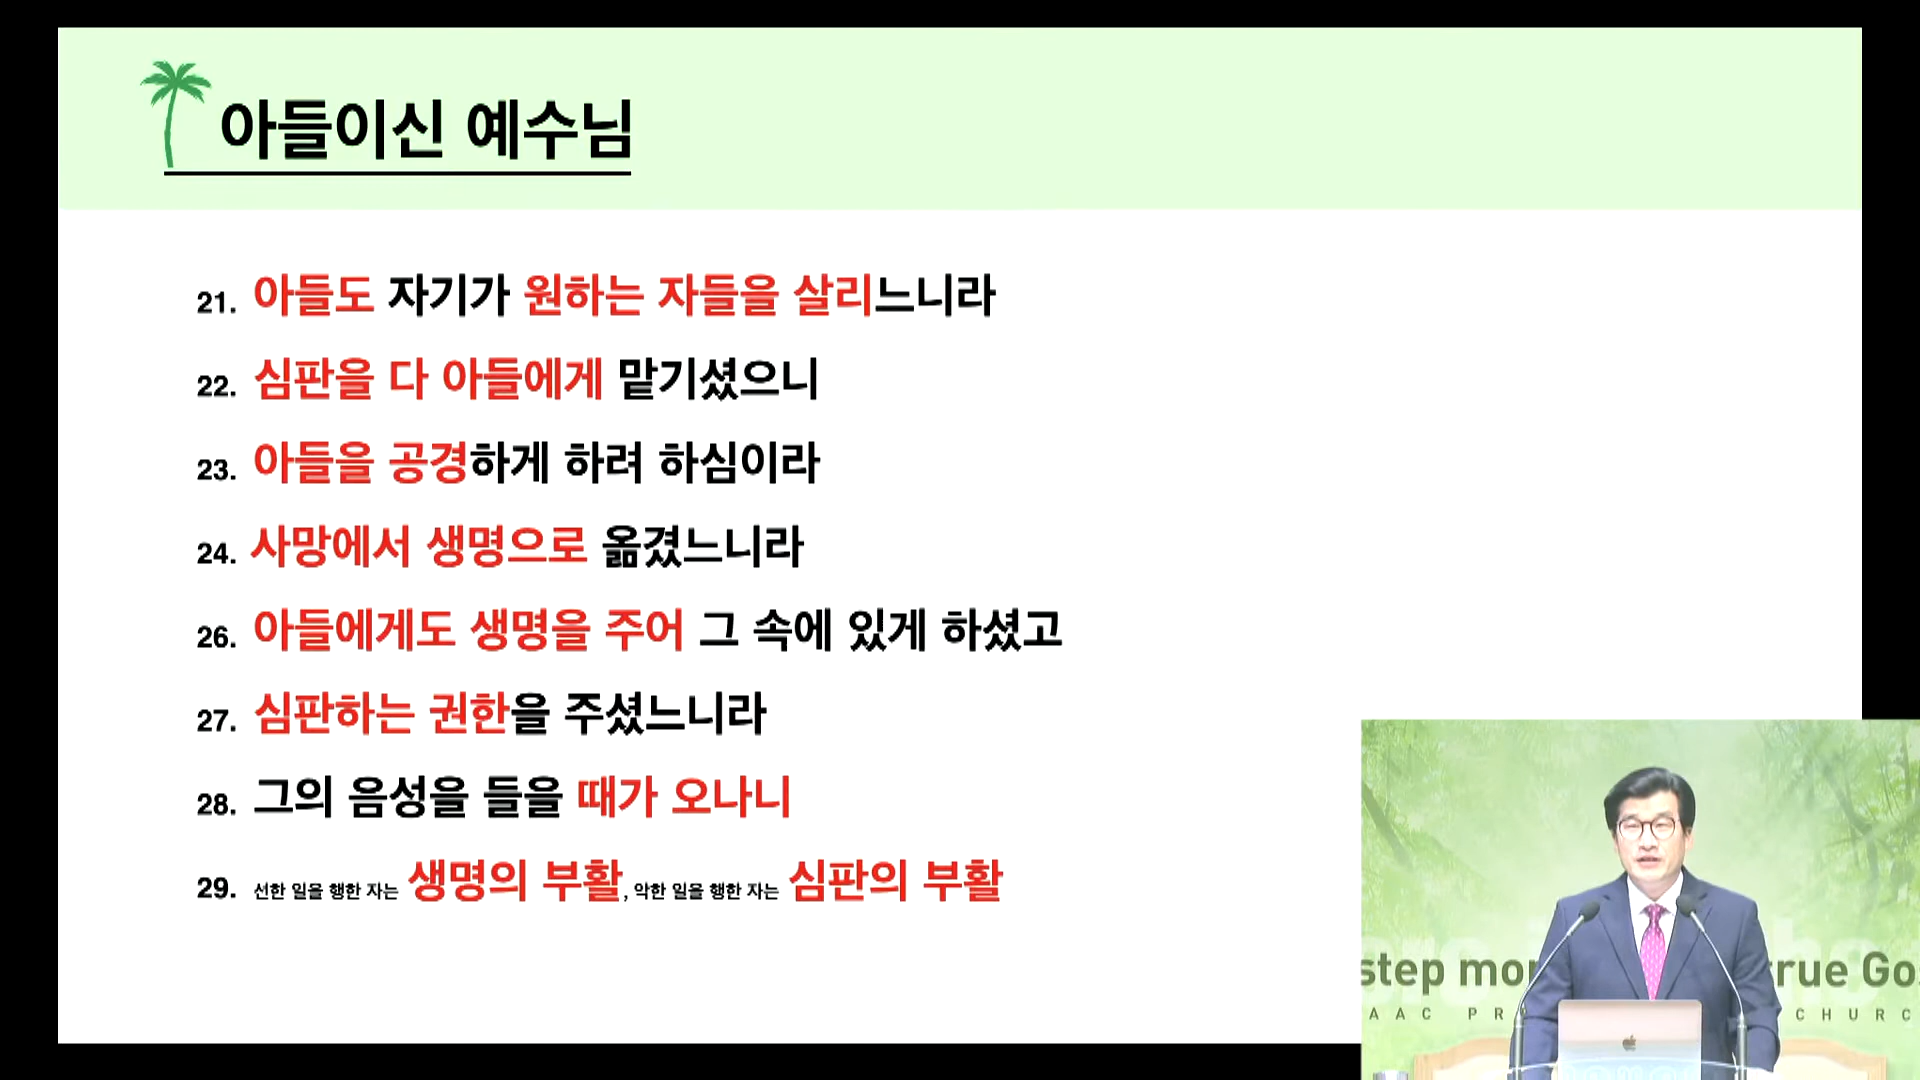 아들이신 예수님
21. 아들도 자기가 원하는 자들을 살리느니라
22. 심판을 다 아들에게 맡기셨으니
23. 아들을 공경하게 하려 하심이라
24. 사망에서 생명으로 옮겼느니라
26. 아들에게도 생명을 주어 그 속에 있게 하셨고
27. 심판하는 권한을 주셨느니라
28. 그의 음성을 들을 때가 오나니
29. 선한 일을 행한 자는 생명의 부활, 악한 일을 행한 자는 심판의 부활
step mor rue Go
AAC PR CHURC